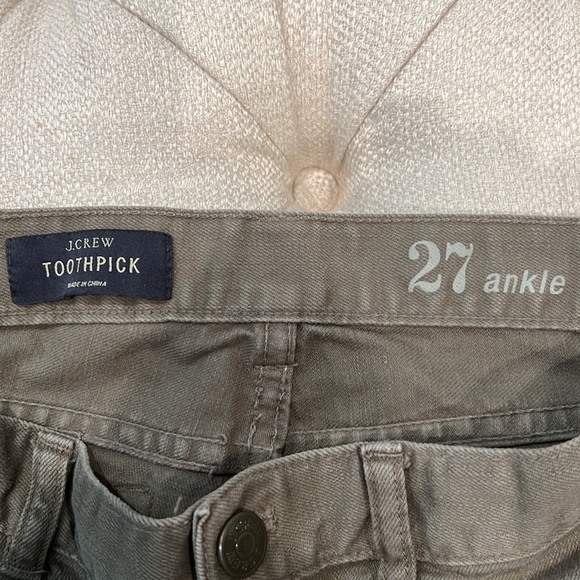 J.CREW
TOOTHPICK
MADE IN CHINA
27 ankle